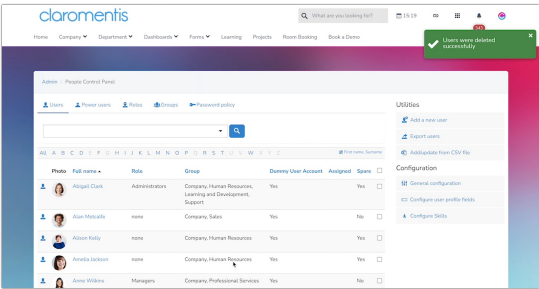 claromentis
What are you looking for?
15:19
Home Company Department Dashboards Forms Learning Projects Room Booking Book a Demo
Users were deleted
successfully
Admin / People Control Panel
Users Power users Roles Groups Password policy
All A B C D E F G H I J K L M N O P Q R S T U V W X Y Z
First name, Surname
Photo Full name Role Group Dummy User Account Assigned Spare
Abigail Clark Administrators Company, Human Resources, Yes Yes
Learning and Development,
Support
Alan Metcalfe none Company, Sales Yes No
Alison Kelly none Company, Human Resources Yes Yes
Amelia Jackson none Company, Human Resources Yes Yes
Anna Wilkins Managers Company, Professional Services Yes No
Utilities
Add a new user
Export users
Add/update from CSV file
Configuration
General configuration
Configure user profile fields
Configure Skills